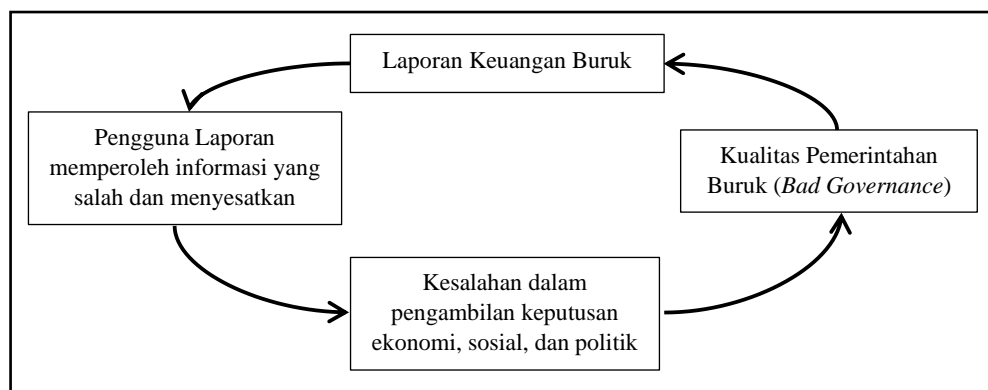 Laporan Keuangan Buruk
Pengguna Laporan
memperoleh informasi yang
salah dan menyesatkan
Kesalahan dalam
pengambilan keputusan
ekonomi, sosial, dan politik
Kualitas Pemerintahan
Buruk (Bad Governance)